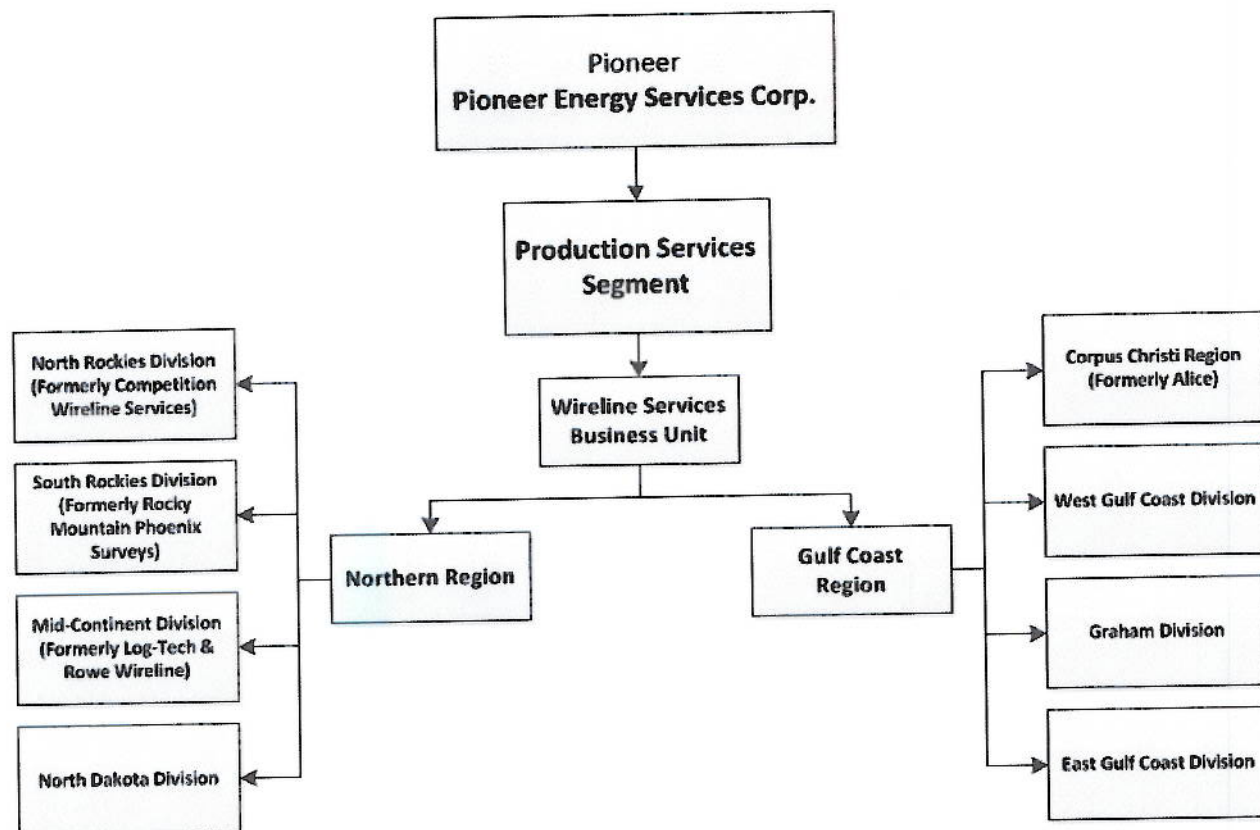 Pioneer
Pioneer Energy Services Corp.
Production Services
Segment
Wireline Services
Business Unit
Northern Region
Gulf Coast
Region
North Rockies Division
(Formerly Competition
Wireline Services)
South Rockies Division
(Formerly Rocky
Mountain Phoenix
Surveys)
Mid-Continent Division
(Formerly Log-Tech &
Rowe Wireline)
North Dakota Division
Corpus Christi Region
(Formerly Alice)
West Gulf Coast Division
Graham Division
East Gulf Coast Division